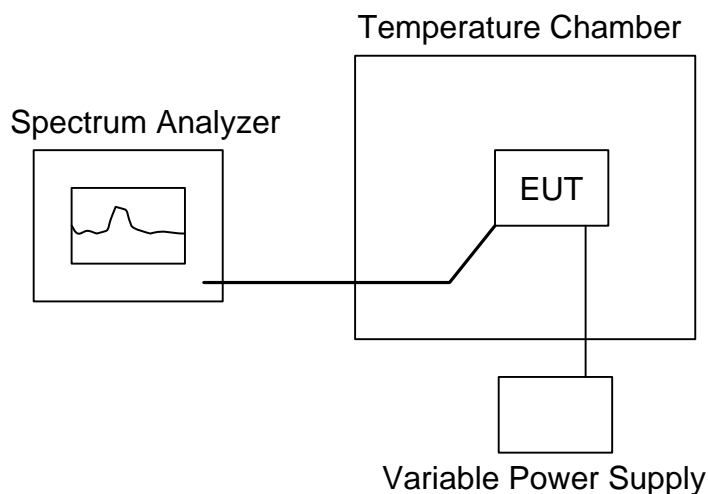 Temperature Chamber
Spectrum Analyzer
EUT
Variable Power Supply